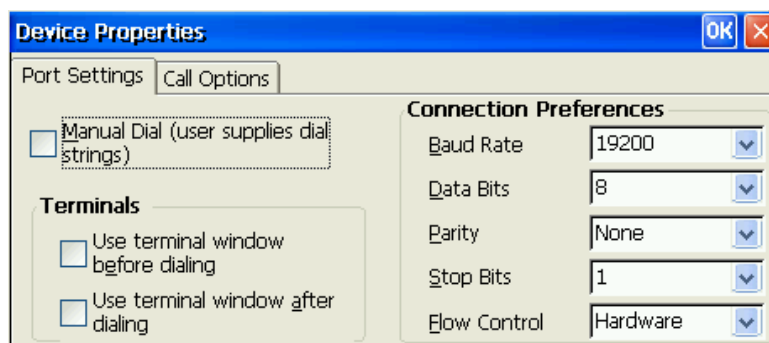 Device Properties OK
Port Settings Call Options
Manual Dial (user supplies dial
strings)
Terminals
Use terminal window
before dialing
Use terminal window after
dialing
Connection Preferences
Baud Rate 19200
Data Bits 8
Parity None
Stop Bits 1
Flow Control Hardware